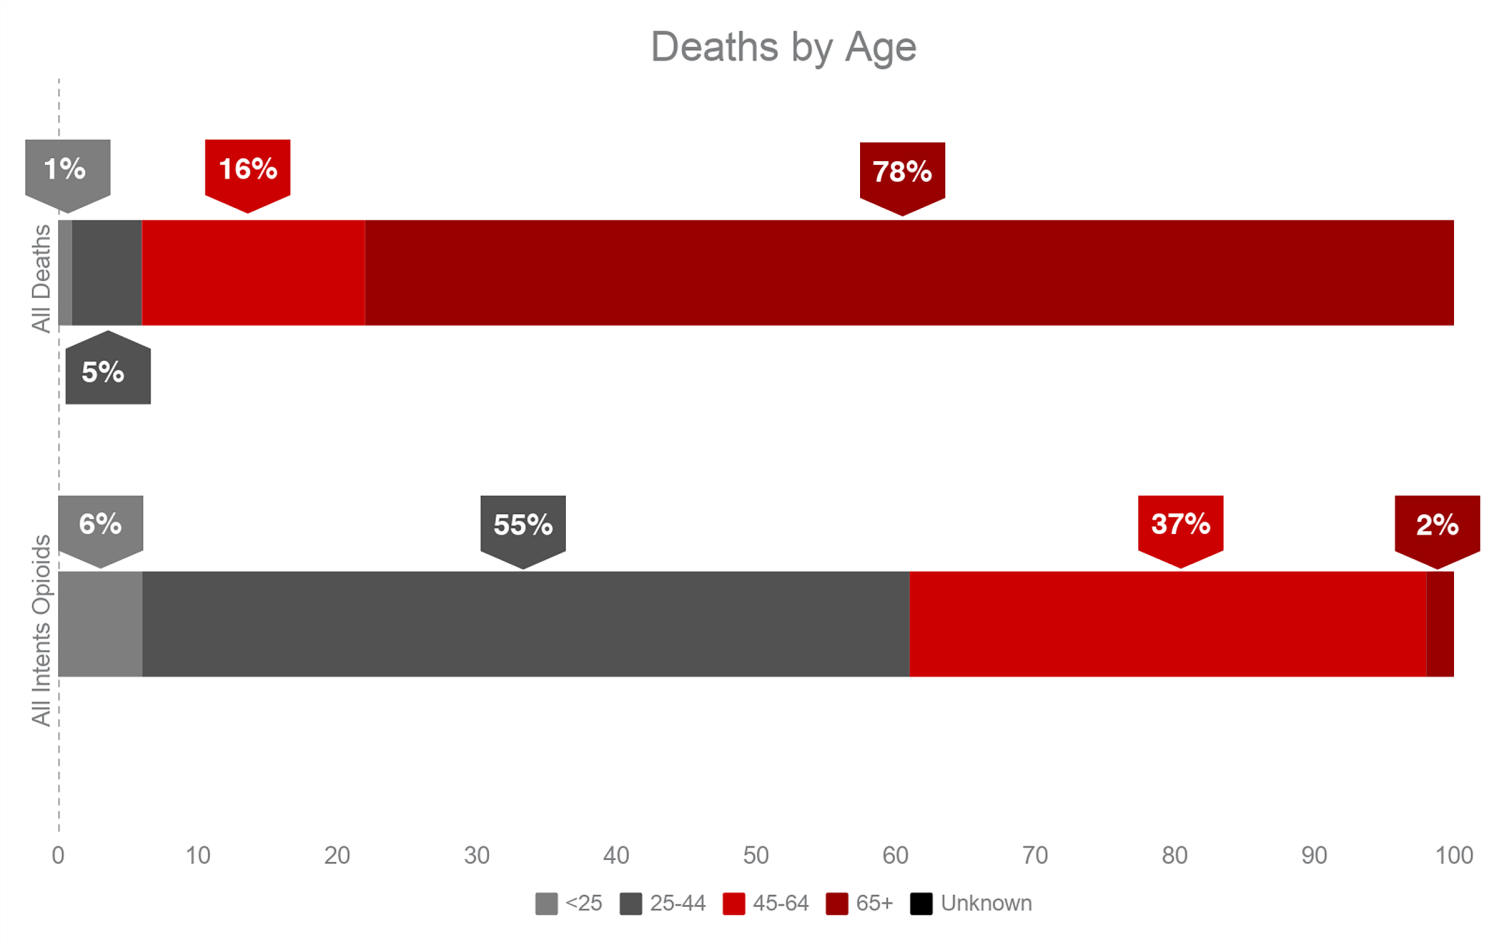 Deaths by Age
1%
16%
78%
All Deaths
5%
6%
55%
37%
2%
All Intents Opioids
0 10 20 30 40 50 60 70 80 90 100
<25 25-44 45-64 65+ Unknown